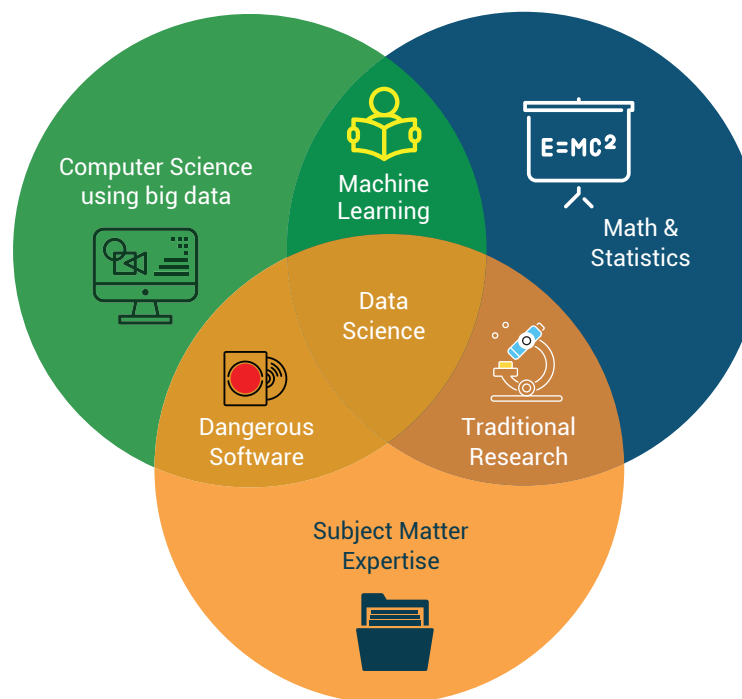 Computer Science
using big data
Machine
Learning
E=MC²
Math &
Statistics
Data
Science
Dangerous
Software
Traditional
Research
Subject Matter
Expertise